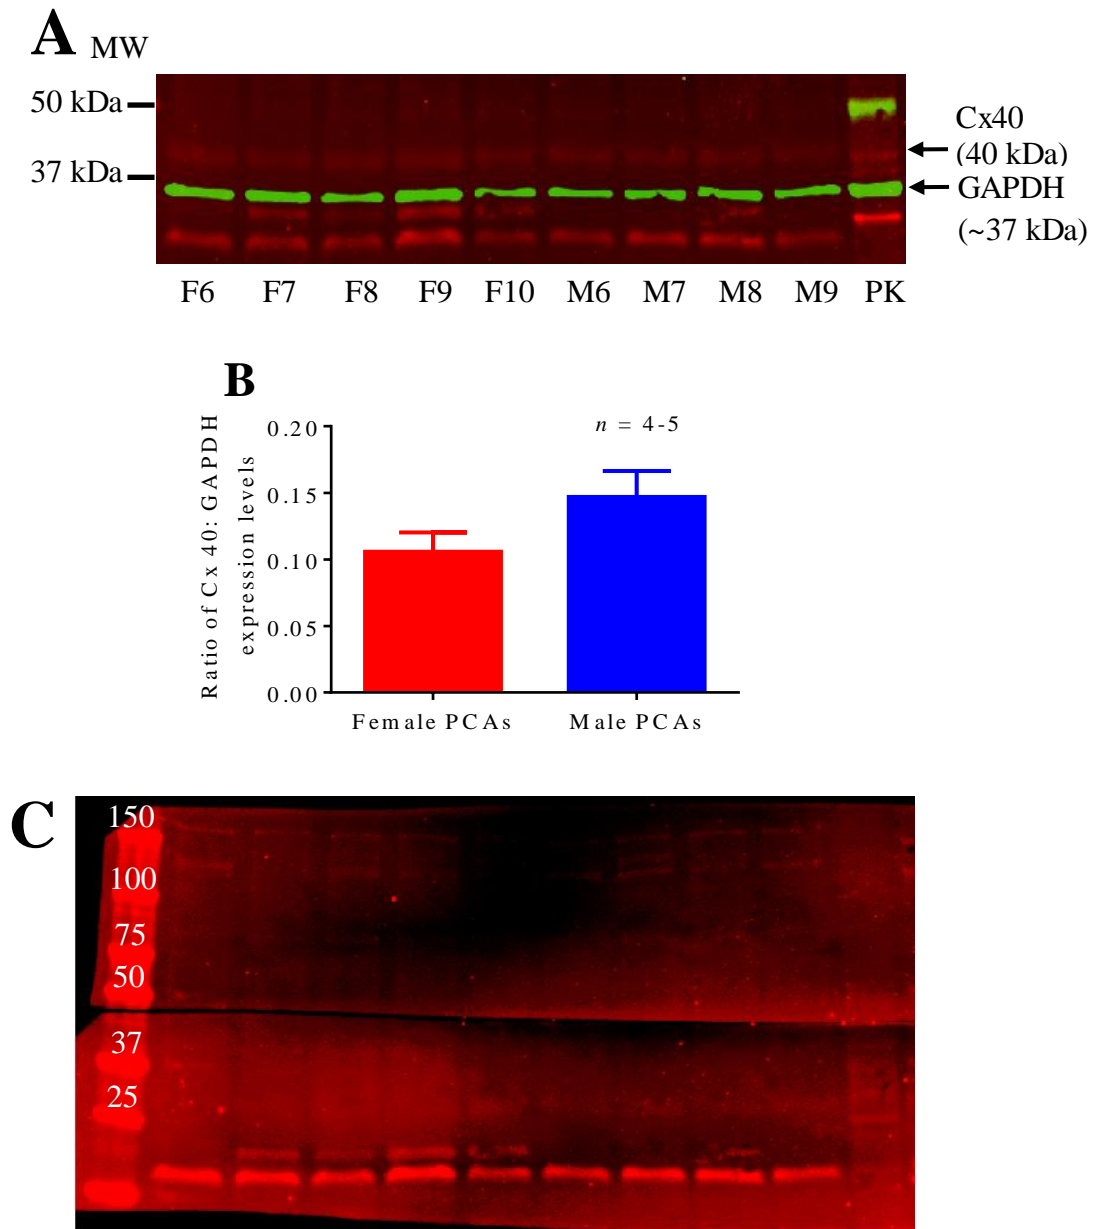 A MW
50 kDa
37 kDa
Cx40
(40 kDa)
GAPDH
(~37 kDa)
F6 F7 F8 F9 F10 M6 M7 M8 M9 PK
B
Ratio of Cx 40: GAPDH
expression levels
0.20
0.15
0.10
0.05
0.00
n = 4-5
Female PCAs Male PCAs
C
150
100
75
50
37
25